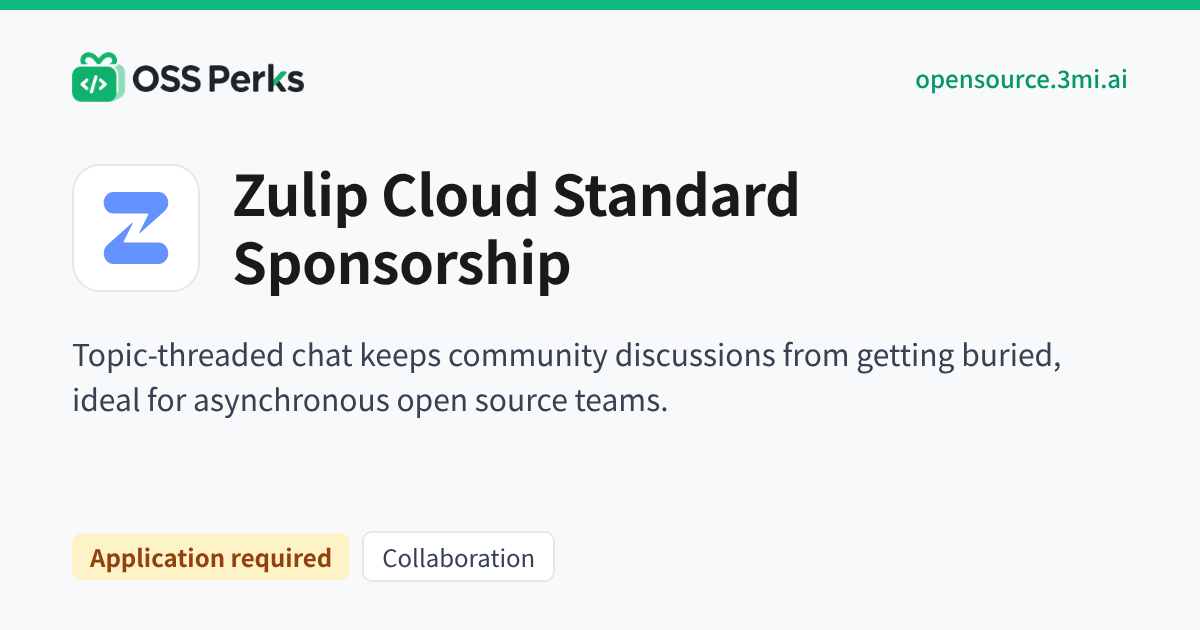 </> OSS Perks
opensource.3mi.ai
Zulip Cloud Standard
Sponsorship
Topic-threaded chat keeps community discussions from getting buried,
ideal for asynchronous open source teams.
Application required
Collaboration